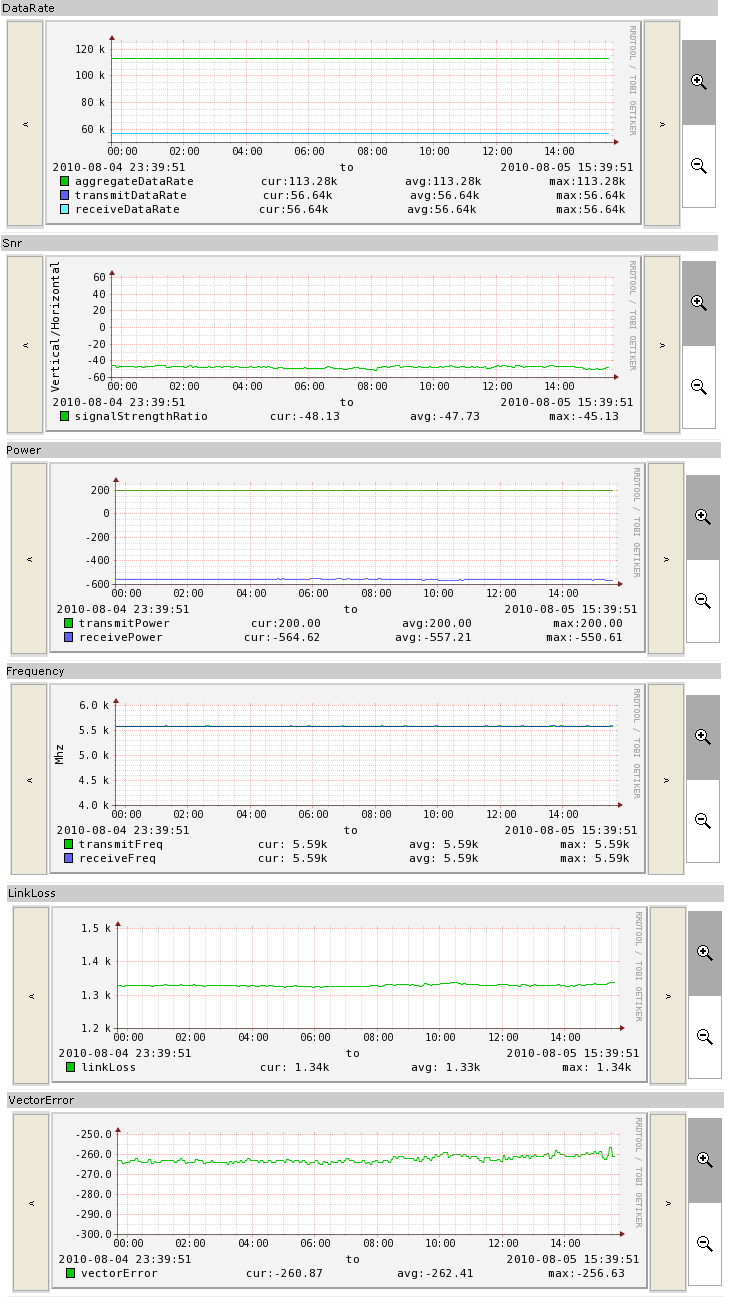 DataRate
120 k
100 k
80 k
60 k
00:00 02:00 04:00 06:00 08:00 10:00 12:00 14:00
2010-08-04 23:39:51 to 2010-08-05 15:39:51
aggregateDataRate cur:113.28k avg:113.28k max:113.28k
transmitDataRate cur:56.64k avg:56.64k max:56.64k
receiveDataRate cur:56.64k avg:56.64k max:56.64k
RRDTOOL / TOBI OETIKER
<
>
Snr
Vertical/Horizontal
60
40
20
0
-20
-40
-60
00:00 02:00 04:00 06:00 08:00 10:00 12:00 14:00
2010-08-04 23:39:51 to 2010-08-05 15:39:51
signalStrengthRatio cur:-48.13 avg:-47.73 max:-45.13
RRDTOOL / TOBI OETIKER
<
>
Power
200
0
-200
-400
-600
00:00 02:00 04:00 06:00 08:00 10:00 12:00 14:00
2010-08-04 23:39:51 to 2010-08-05 15:39:51
transmitPower cur:200.00 avg:200.00 max:200.00
receivePower cur:-564.62 avg:-557.21 max:-550.61
RRDTOOL / TOBI OETIKER
<
>
Frequency
Mhz
6.0 k
5.5 k
5.0 k
4.5 k
4.0 k
00:00 02:00 04:00 06:00 08:00 10:00 12:00 14:00
2010-08-04 23:39:51 to 2010-08-05 15:39:51
transmitFreq cur: 5.59k avg: 5.59k max: 5.59k
receiveFreq cur: 5.59k avg: 5.59k max: 5.59k
RRDTOOL / TOBI OETIKER
<
>
LinkLoss
1.5 k
1.4 k
1.3 k
1.2 k
00:00 02:00 04:00 06:00 08:00 10:00 12:00 14:00
2010-08-04 23:39:51 to 2010-08-05 15:39:51
linkLoss cur: 1.34k avg: 1.33k max: 1.34k
RRDTOOL / TOBI OETIKER
<
>
VectorError
-250.0
-260.0
-270.0
-280.0
-290.0
-300.0
00:00 02:00 04:00 06:00 08:00 10:00 12:00 14:00
2010-08-04 23:39:51 to 2010-08-05 15:39:51
vectorError cur:-260.87 avg:-262.41 max:-256.63
RRDTOOL / TOBI OETIKER
<
>